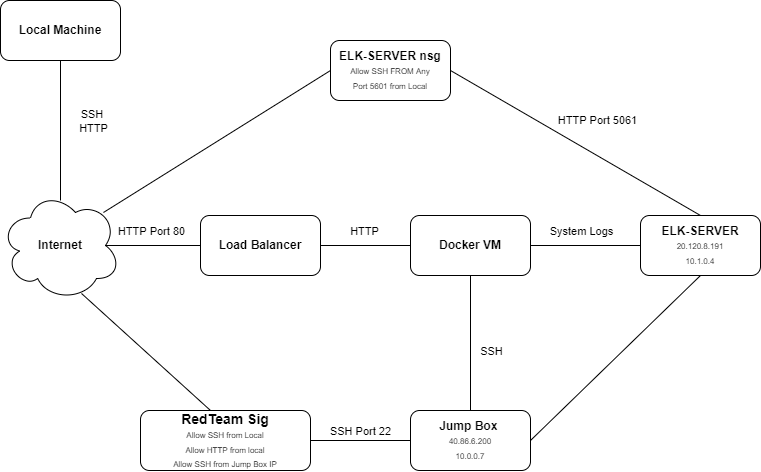 Local Machine
SSH
HTTP
ELK-SERVER nsg
Allow SSH FROM Any
Port 5601 from Local
HTTP Port 5061
Internet
HTTP Port 80
Load Balancer
HTTP
Docker VM
System Logs
ELK-SERVER
20.120.8.191
10.1.0.4
SSH
RedTeam Sig
Allow SSH from Local
Allow HTTP from local
Allow SSH from Jump Box IP
SSH Port 22
Jump Box
40.86.6.200
10.0.0.7